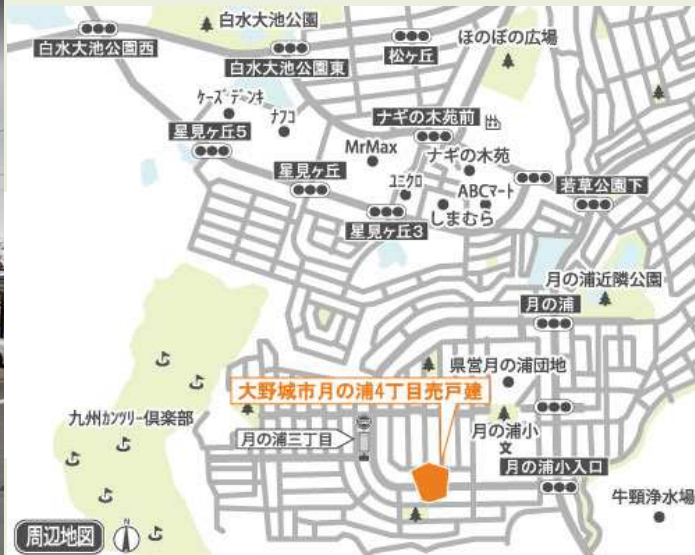 白水大池公園
白水大池公園西
白水大池公園東
松ヶ丘
ほのぼの広場
ケーズデンキ
ナフコ
ナギの木苑前
星見ヶ丘5
MrMax
ナギの木苑
星見ヶ丘
ユニクロ
ABCマート
若草公園下
しまむら
星見ヶ丘3
月の浦近隣公園
月の浦
県営月の浦団地
大野城市月の浦4丁目売戸建
九州カンツリー倶楽部
月の浦三丁目
月の浦小
文
月の浦小入口
牛頸浄水場
周辺地図
N